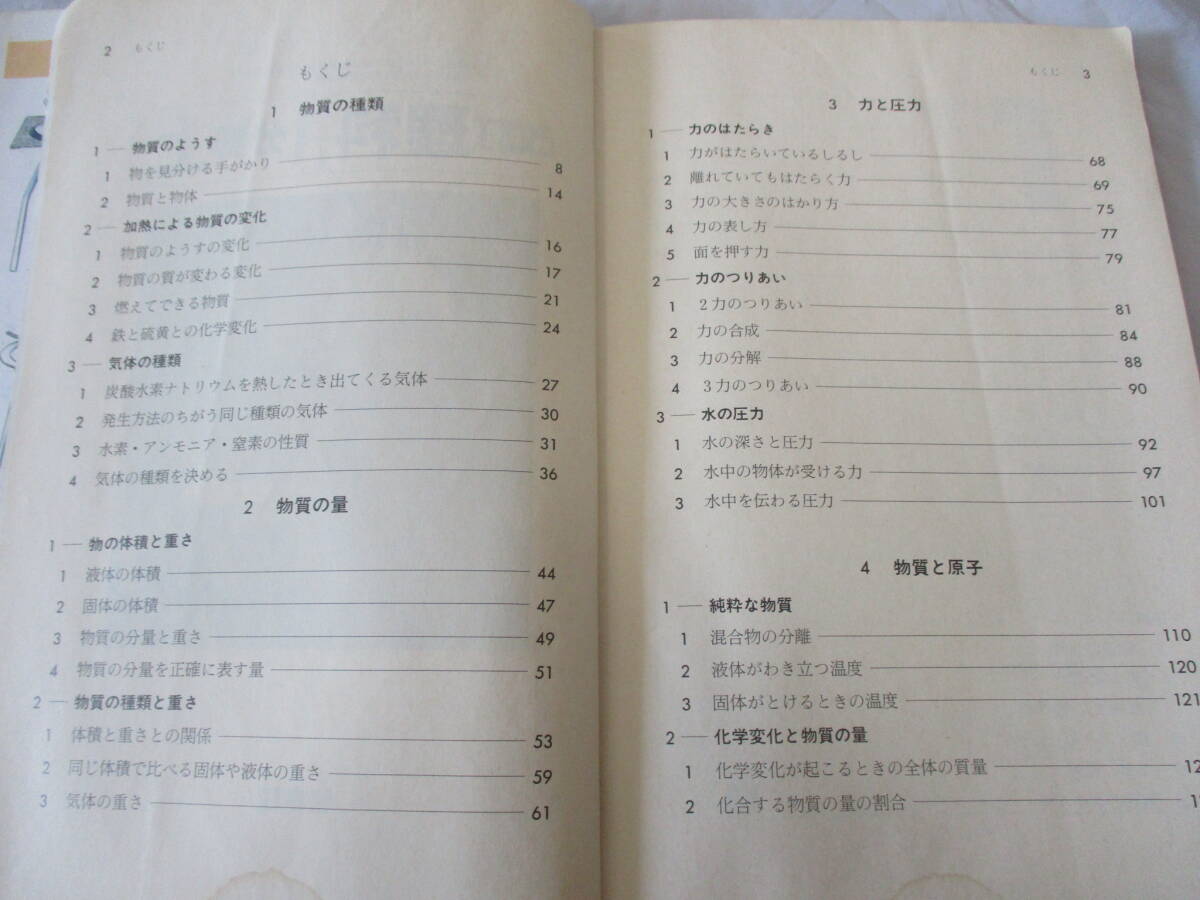 2 もくじ
もくじ
1 物質の種類
1 ― 物質のようす
1 物を見分ける手がかり 8
2 物質と物体 14
2 ― 加熱による物質の変化
1 物質のようすの変化 16
2 物質の質が変わる変化 17
3 燃えてできる物質 21
4 鉄と硫黄との化学変化 24
3 ― 気体の種類
1 炭酸水素ナトリウムを熱したとき出てくる気体 27
2 発生方法のちがう同じ種類の気体 30
3 水素・アンモニア・窒素の性質 31
4 気体の種類を決める 36
2 物質の量
1 ― 物の体積と重さ
1 液体の体積 44
2 固体の体積 47
3 物質の分量と重さ 49
4 物質の分量を正確に表す量 51
2 ― 物質の種類と重さ
1 体積と重さとの関係 53
2 同じ体積で比べる固体や液体の重さ 59
3 気体の重さ 61
もくじ 3
3 力と圧力
1 ― 力のはたらき
1 力がはたらいているしるし 68
2 離れていてもはたらく力 69
3 力の大きさのはかり方 75
4 力の表し方 77
5 面を押す力 79
2 ― 力のつりあい
1 2力のつりあい 81
2 力の合成 84
3 力の分解 88
4 3力のつりあい 90
3 ― 水の圧力
1 水の深さと圧力 92
2 水中の物体が受ける力 97
3 水中を伝わる圧力 101
4 物質と原子
1 ― 純粋な物質
1 混合物の分離 110
2 液体がわき立つ温度 120
3 固体がとけるときの温度 121
2 ― 化学変化と物質の量
1 化学変化が起こるときの全体の質量
2 化合する物質の量の割合